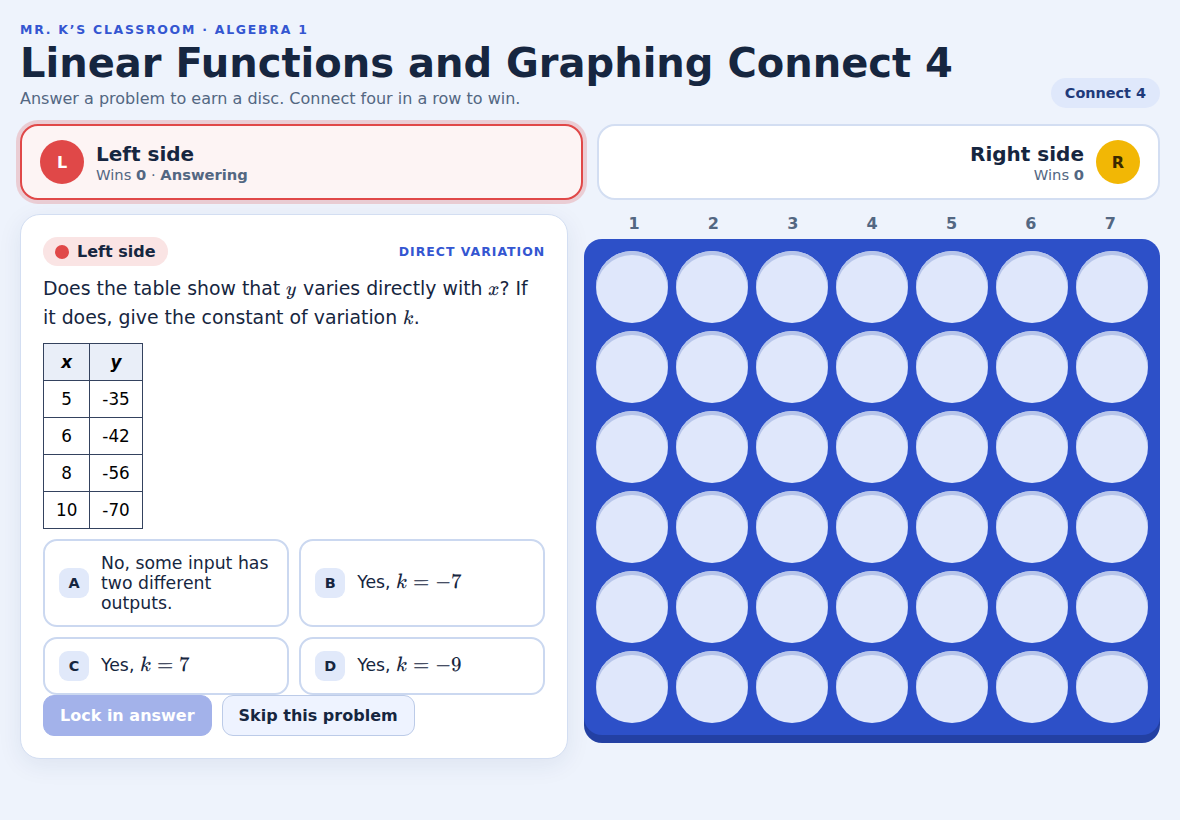 MR. K'S CLASSROOM · ALGEBRA 1
Linear Functions and Graphing Connect 4
Answer a problem to earn a disc. Connect four in a row to win.
Connect 4
L
Left side
Wins 0 · Answering
Right side
Wins 0
R
Left side
DIRECT VARIATION
Does the table show that y varies directly with x? If
it does, give the constant of variation k.
x y
5 -35
6 -42
8 -56
10 -70
A
No, some input has
two different
outputs.
B
Yes, k = −7
C
Yes, k = 7
D
Yes, k = −9
Lock in answer
Skip this problem
1 2 3 4 5 6 7